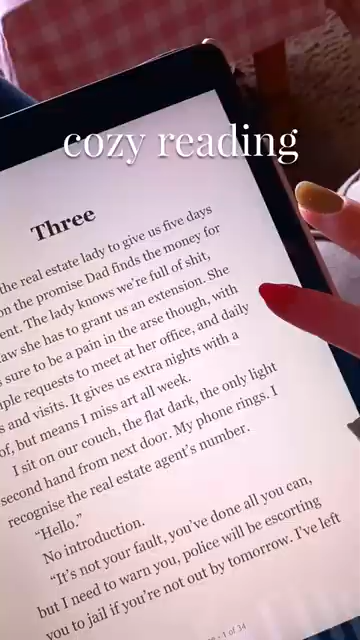 cozy reading
Three
the real estate lady to give us five days
on the promise Dad finds the money for
ent. The lady knows we're full of shit,
aw she has to grant us an extension. She
s sure to be a pain in the arse though, with
iple requests to meet at her office, and daily
s and visits. It gives us extra nights with a
of, but means I miss art all week.
I sit on our couch, the flat dark, the only light
second hand from next door. My phone rings. I
recognise the real estate agent's number.
"Hello."
No introduction.
"It's not your fault, you've done all you can,
but I need to warn you, police will be escorting
you to jail if you're not out by tomorrow. I've left
1 of 34